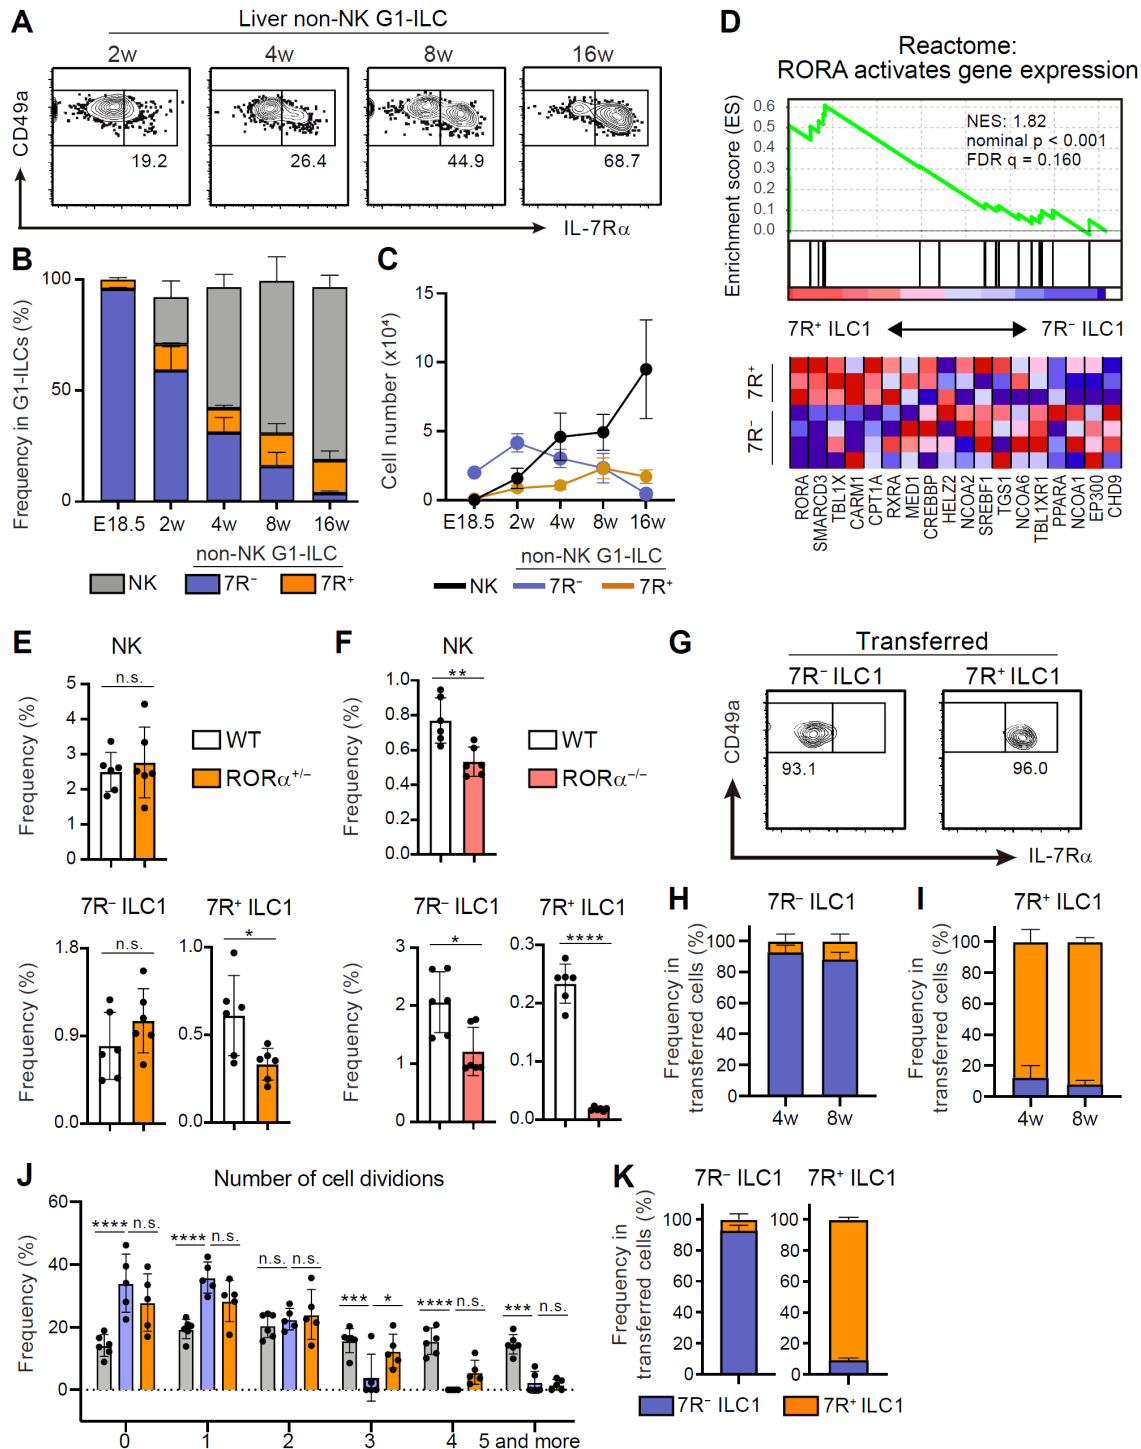 A
Liver non-NK G1-ILC
2w
4w
8w
16w
CD49a
19.2
26.4
44.9
68.7
IL-7Rα
B
Frequency in G1-ILCs (%)
100
50
0
E18.5
2w
4w
8w
16w
non-NK G1-ILC
NK
7R⁻
7R⁺
C
Cell number (x10⁴)
15
10
5
0
E18.5
2w
4w
8w
16w
non-NK G1-ILC
NK
7R⁻
7R⁺
D
Reactome:
RORA activates gene expression
Enrichment score (ES)
0.6
0.5
0.4
0.3
0.2
0.1
0.0
NES: 1.82
nominal p < 0.001
FDR q = 0.160
7R⁺ ILC1
7R⁻ ILC1
7R⁺
7R⁻
RORA
SMARCD3
TBL1X
CARM1
CPT1A
RXRA
MED1
CREBBP
HELZ2
NCOA2
SREBF1
TGS1
NCOA6
TBL1XR1
PPARA
NCOA1
EP300
CHD9
E
NK
Frequency (%)
5
4
3
2
1
0
n.s.
WT
RORα⁺/⁻
7R⁻ ILC1
Frequency (%)
1.8
0.9
0.0
n.s.
7R⁺ ILC1
1.0
0.5
0.0
*
F
NK
Frequency (%)
1.0
0.8
0.6
0.4
0.2
0.0
**
WT
RORα⁻/⁻
7R⁻ ILC1
Frequency (%)
3
2
1
0
*
7R⁺ ILC1
0.3
0.2
0.1
0.0
****
G
Transferred
7R⁻ ILC1
7R⁺ ILC1
CD49a
93.1
96.0
IL-7Rα
H
7R⁻ ILC1
Frequency in
transferred cells (%)
100
80
60
40
20
0
4w
8w
I
7R⁺ ILC1
Frequency in
transferred cells (%)
100
80
60
40
20
0
4w
8w
J
Number of cell dividions
Frequency (%)
60
40
20
0
**** n.s.
**** n.s.
n.s. n.s.
*** *
**** n.s.
*** n.s.
0
1
2
3
4
5 and more
K
7R⁻ ILC1
7R⁺ ILC1
Frequency in
transferred cells (%)
100
80
60
40
20
0
100
80
60
40
20
0
7R⁻ ILC1
7R⁺ ILC1